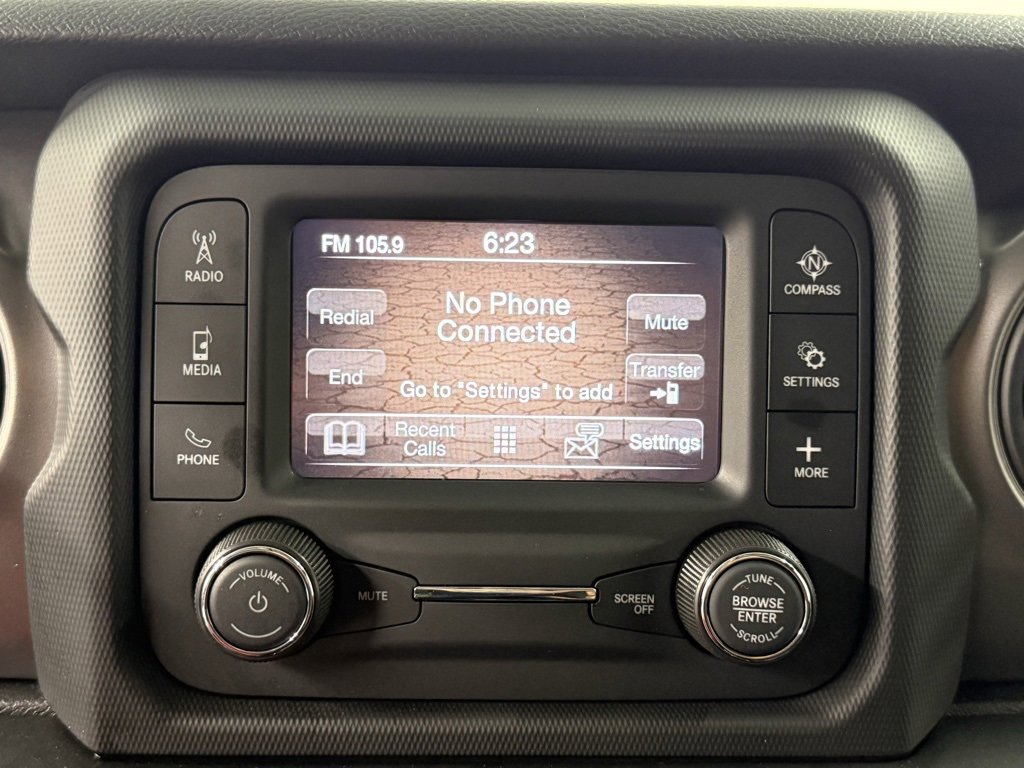 FM 105.9
6:23
No Phone
Connected
Redial
Mute
End
Go to "Settings" to add
Transfer
Recent
Calls
Settings
RADIO
MEDIA
PHONE
N
COMPASS
SETTINGS
MORE
VOLUME
MUTE
SCREEN
OFF
TUNE
BROWSE
ENTER
SCROLL